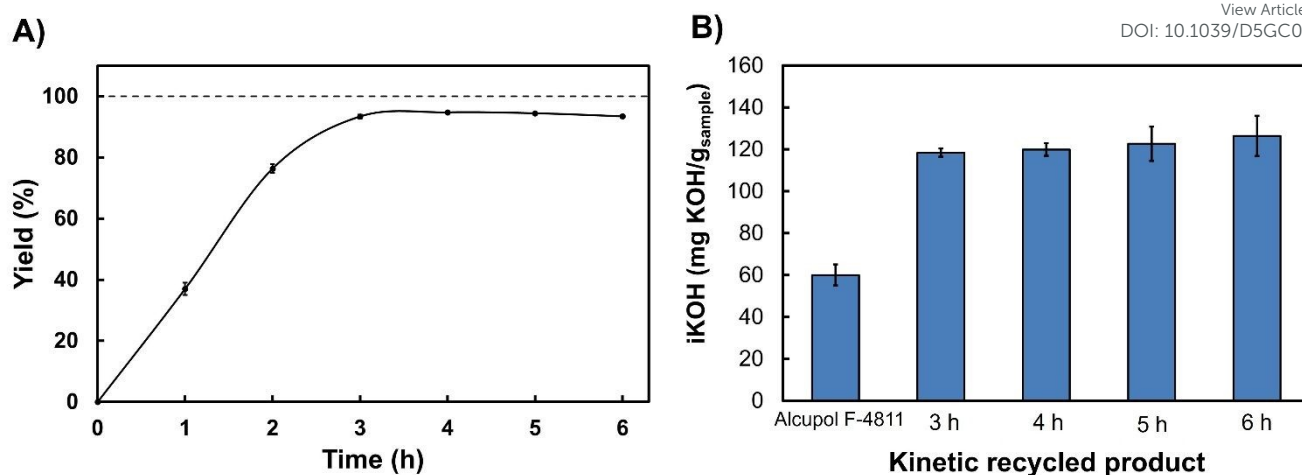 View Article
DOI: 10.1039/D5GC0
A)
Yield (%)
100
80
60
40
20
0
0 1 2 3 4 5 6
Time (h)
B)
iKOH (mg KOH/gsample)
160
140
120
100
80
60
40
20
0
Alcupol F-4811 3 h 4 h 5 h 6 h
Kinetic recycled product